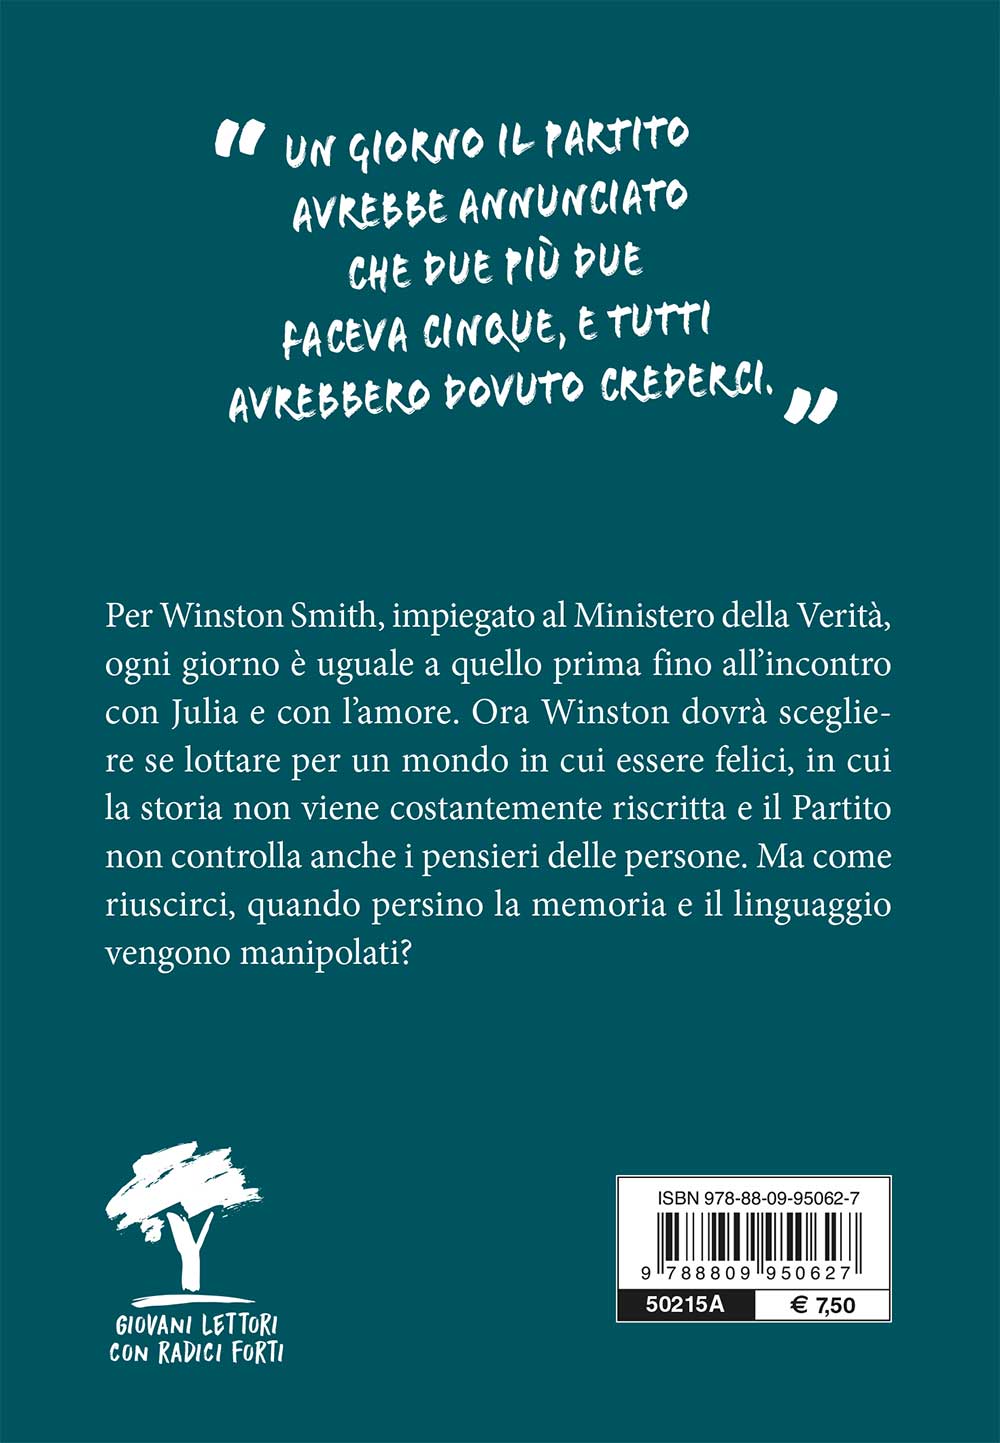 “ UN GIORNO IL PARTITO
AVREBBE ANNUNCIATO
CHE DUE PIÙ DUE
FACEVA CINQUE, E TUTTI
AVREBBERO DOVUTO CREDERCI. ”
Per Winston Smith, impiegato al Ministero della Verità,
ogni giorno è uguale a quello prima fino all’incontro
con Julia e con l’amore. Ora Winston dovrà sceglie-
re se lottare per un mondo in cui essere felici, in cui
la storia non viene costantemente riscritta e il Partito
non controlla anche i pensieri delle persone. Ma come
riuscirci, quando persino la memoria e il linguaggio
vengono manipolati?
GIOVANI LETTORI
CON RADICI FORTI
ISBN 978-88-09-95062-7
9 788809 950627
50215A € 7,50